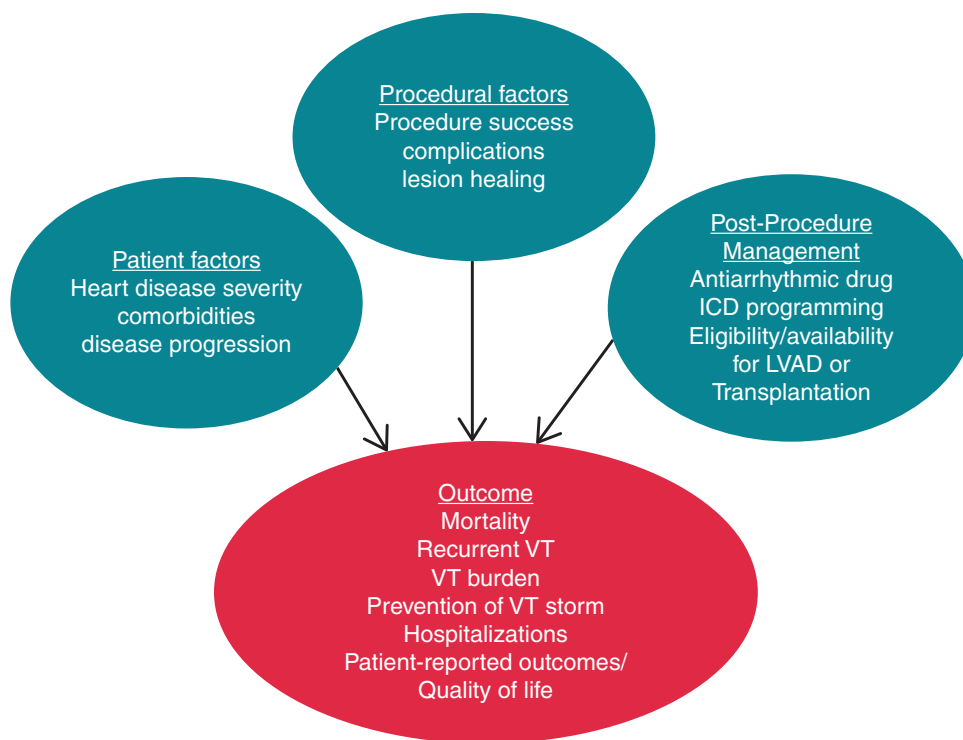 Procedural factors
Procedure success
complications
lesion healing
Patient factors
Heart disease severity
comorbidities
disease progression
Post-Procedure
Management
Antiarrhythmic drug
ICD programming
Eligibility/availability
for LVAD or
Transplantation
Outcome
Mortality
Recurrent VT
VT burden
Prevention of VT storm
Hospitalizations
Patient-reported outcomes/
Quality of life